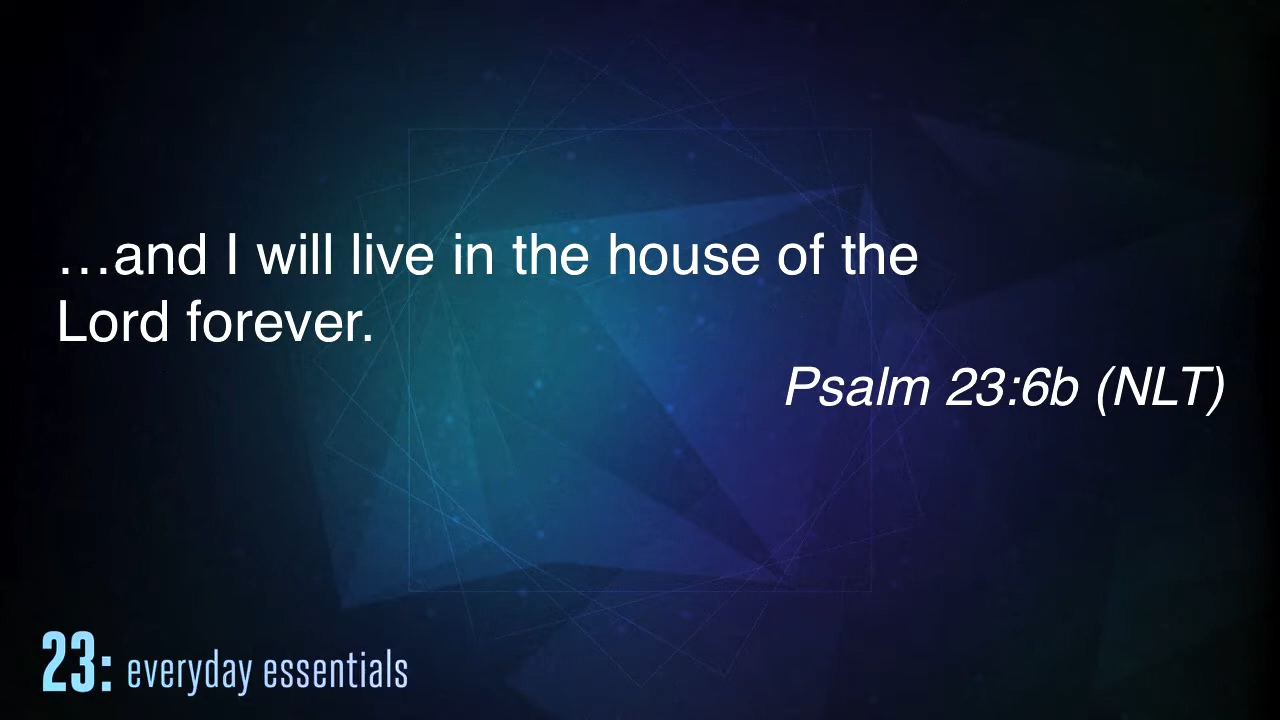 …and I will live in the house of the
Lord forever.
Psalm 23:6b (NLT)
23: everyday essentials